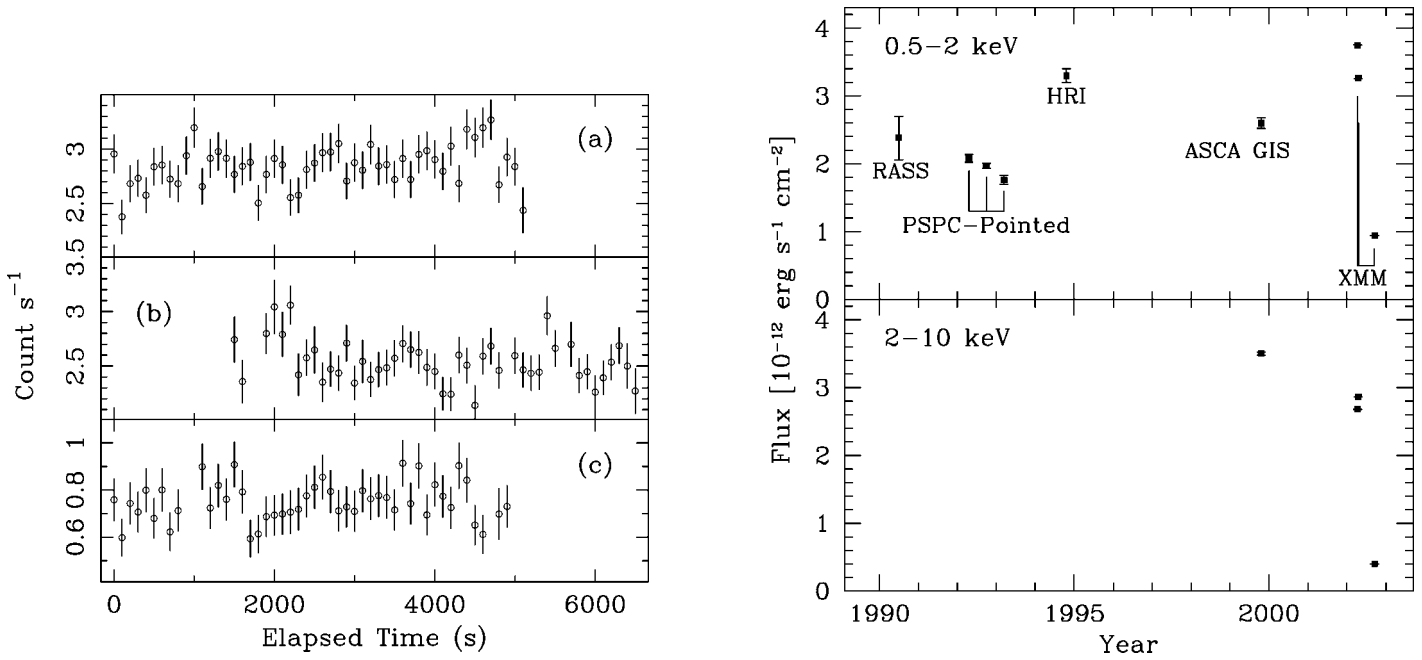 (a)
3
2.5
3.5
(b)
3
2.5
(c)
1
0.8
0.6
Count s⁻¹
0 2000 4000 6000
Elapsed Time (s)
0.5−2 keV
4
3
2
1
0
RASS
PSPC−Pointed
HRI
ASCA GIS
XMM
2−10 keV
4
3
2
1
0
Flux [10⁻¹² erg s⁻¹ cm⁻²]
1990 1995 2000
Year